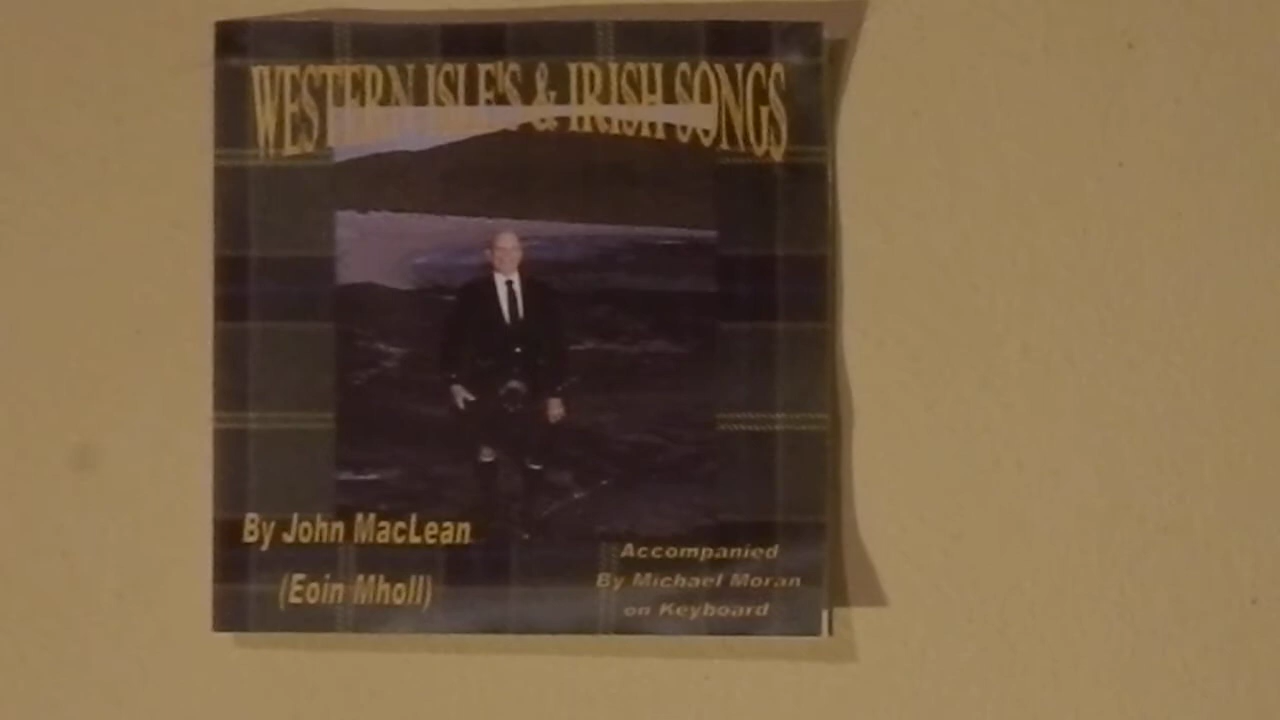 WESTERN ISLE'S & IRISH SONGS
By John MacLean
(Eoin Mholl)
Accompanied
By Michael Moran
on Keyboard